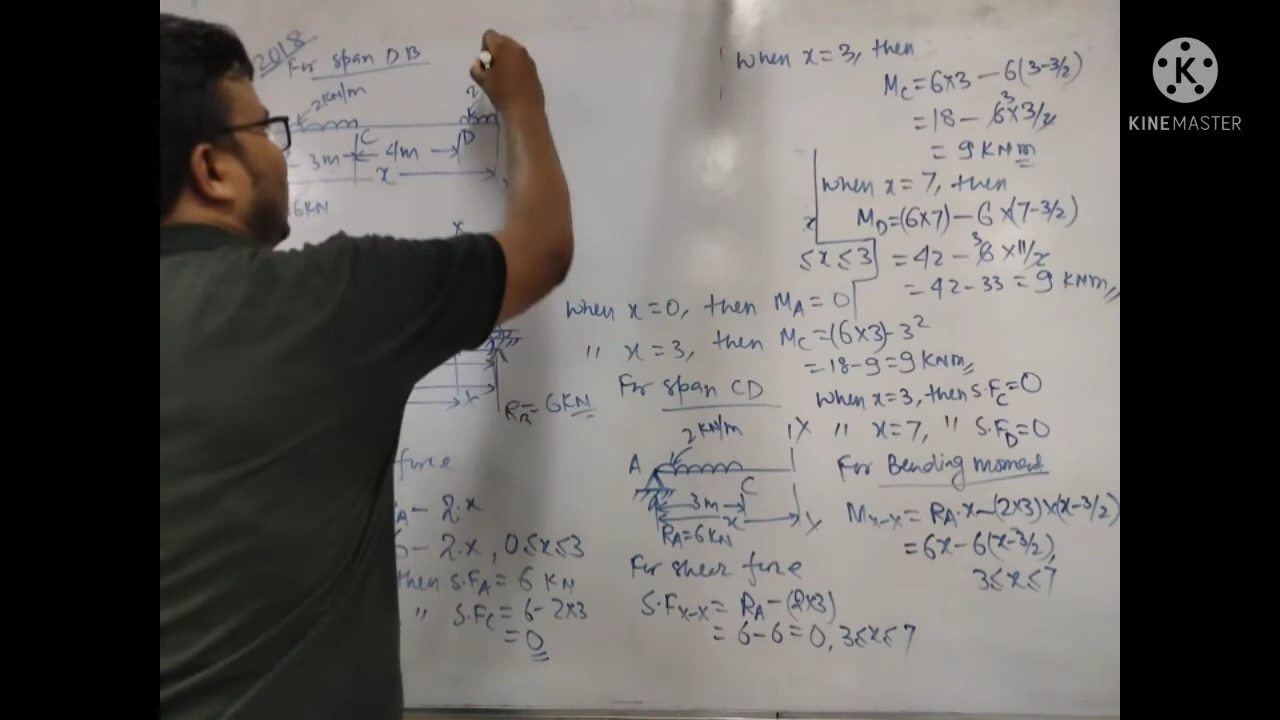 2018
For span DB
2KN/m
2
C
D
3m
4m
x
6KN
x
RB = 6KN
x
force
A - 2.x
6 - 2.x, 0≤x≤3
then S.FA = 6 KN
" S.FC = 6 - 2×3
= 0
When x = 0, then MA = 0
" x = 3, then MC = (6×3) - 3²
= 18 - 9 = 9 KNm
For span CD
2KN/m
X
A
C
3m
x
X
RA = 6KN
For shear force
S.Fx-x = RA - (2×3)
= 6 - 6 = 0, 3≤x≤7
When x = 3, then
MC = 6×3 - 6(3-3/2)
= 18 - 6×3/2
3
= 9 KNm
When x = 7, then
MD = (6×7) - 6×(7-3/2)
= 42 - 6×11/2
3
= 42 - 33 = 9 KNm
x
≤x≤3
When x = 3, then S.FC = 0
" x = 7, " S.FD = 0
For Bending moment
Mx-x = RA.x - (2×3)×(x-3/2)
= 6x - 6(x-3/2),
3≤x≤7
K
KINEMASTER